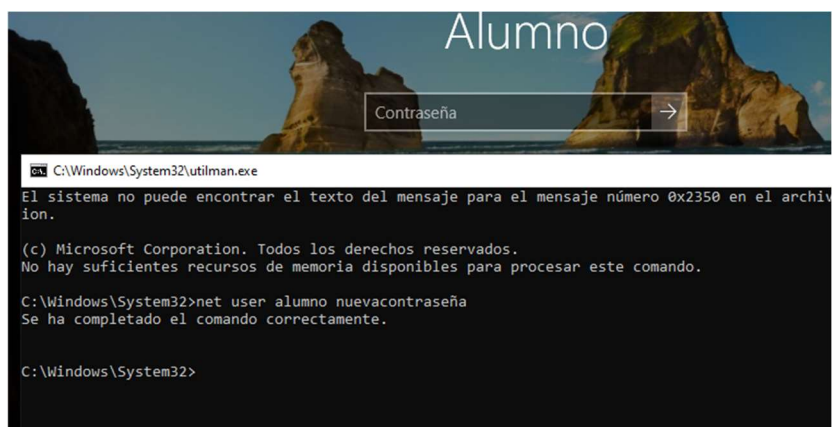 Alumno
Contraseña
C:\Windows\System32\utilman.exe
El sistema no puede encontrar el texto del mensaje para el mensaje número 0x2350 en el
ion.
(c) Microsoft Corporation. Todos los derechos reservados.
No hay suficientes recursos de memoria disponibles para procesar este comando.
C:\Windows\System32>net user alumno nuevacontraseña
Se ha completado el comando correctamente.
C:\Windows\System32>